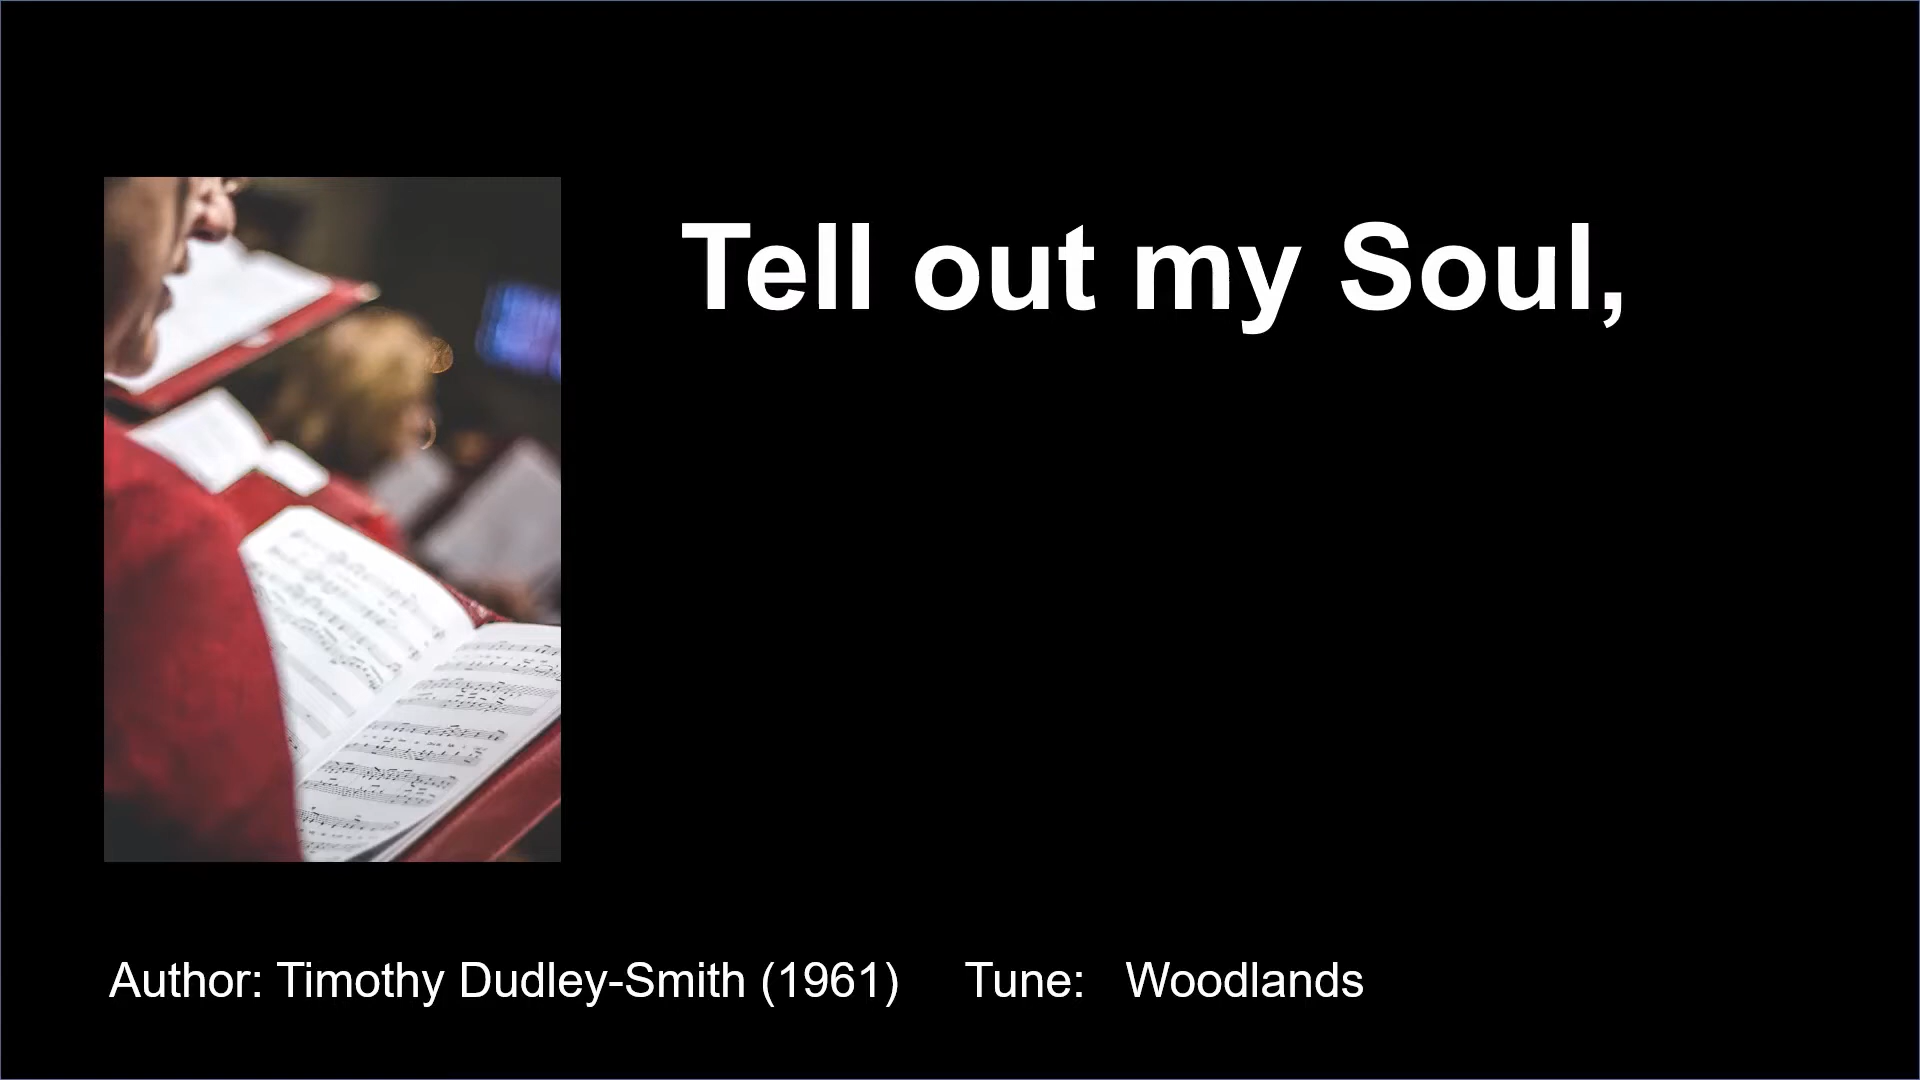 Tell out my Soul,
Author: Timothy Dudley-Smith (1961)     Tune:   Woodlands